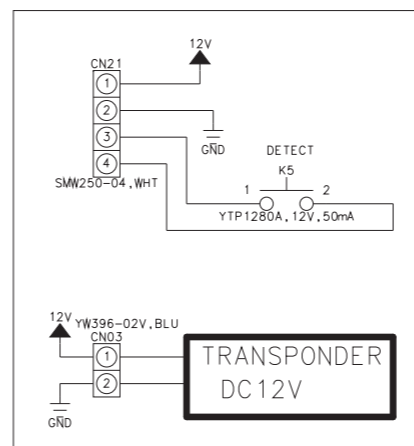 12V
CN21
1
2
3
4
GND
SMW250-04,WHT
DETECT
K5
1 2
YTP1280A,12V,50mA
12V YW396-02V,BLU
CN03
1
2
GND
TRANSPONDER
DC12V